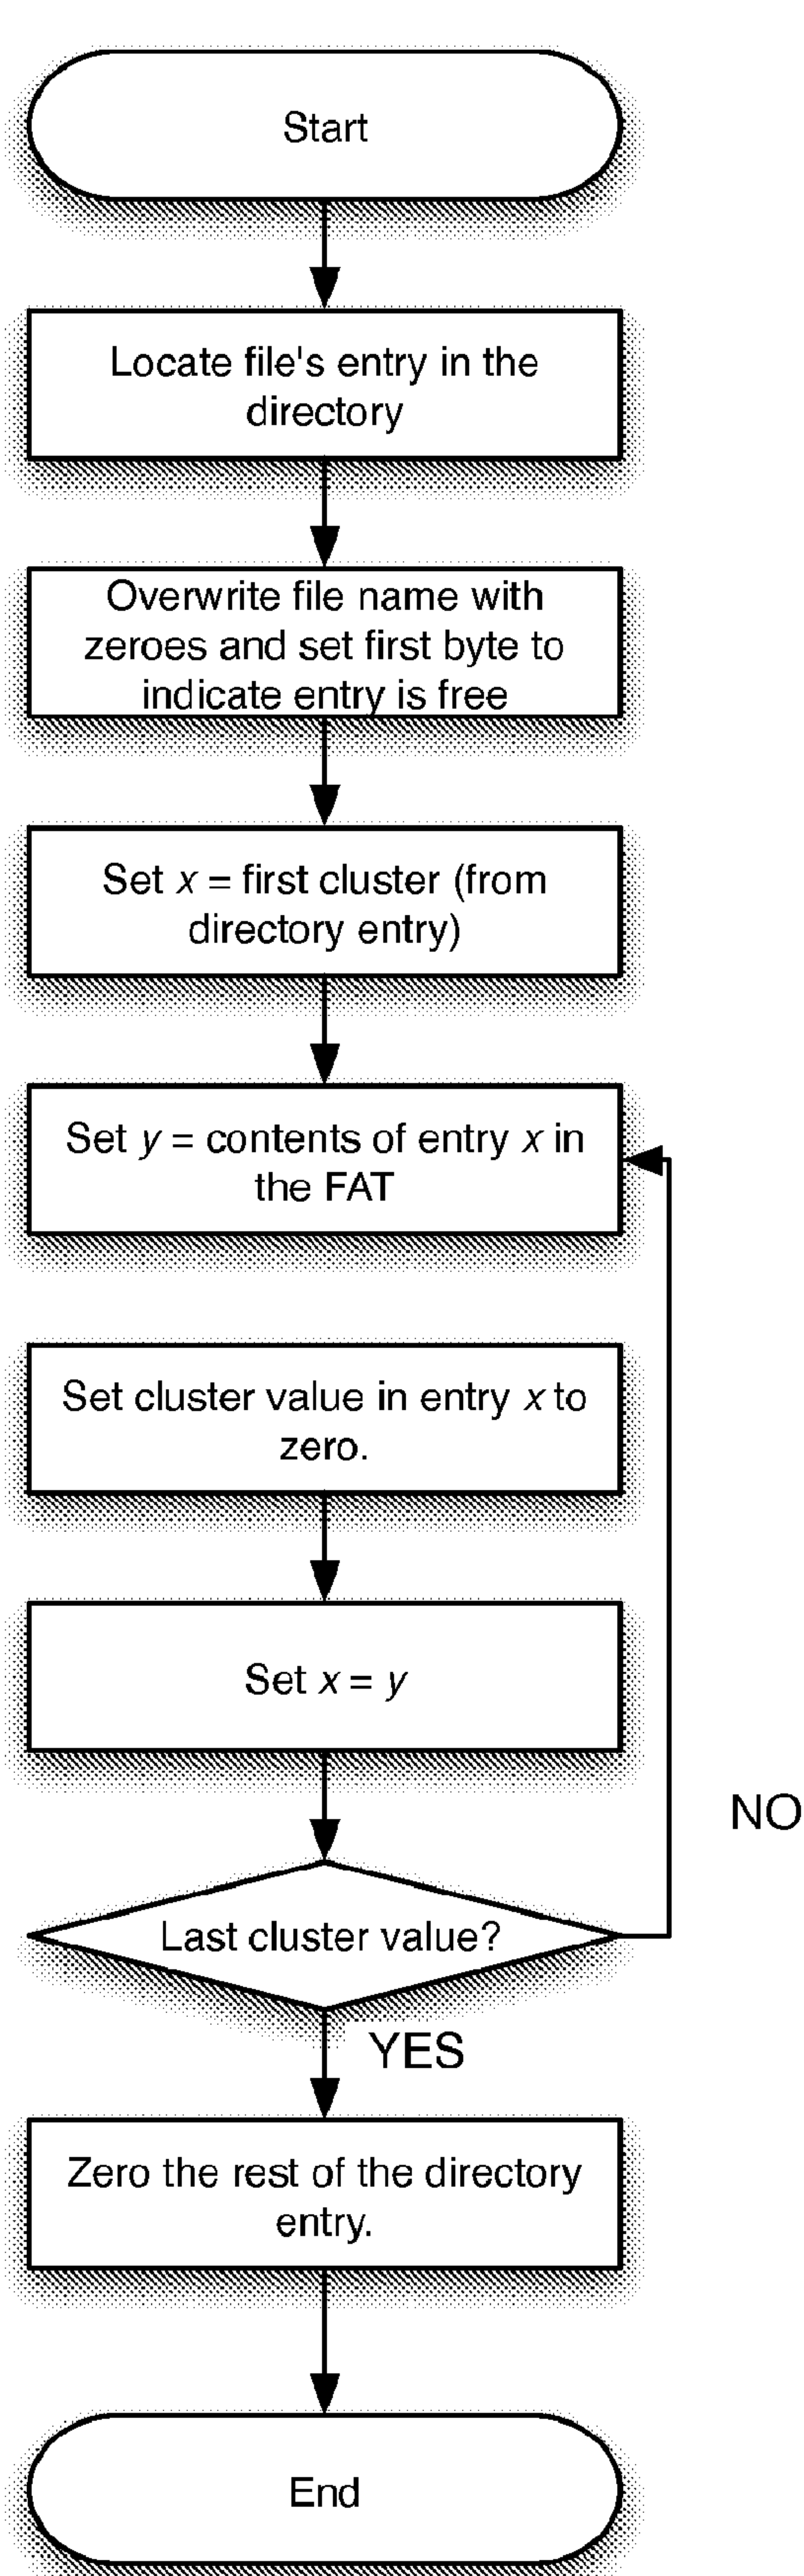 Start
Locate file's entry in the
directory
Overwrite file name with
zeroes and set first byte to
indicate entry is free
Set x = first cluster (from
directory entry)
Set y = contents of entry x in
the FAT
Set cluster value in entry x to
zero.
Set x = y
NO
Last cluster value?
YES
Zero the rest of the directory
entry.
End